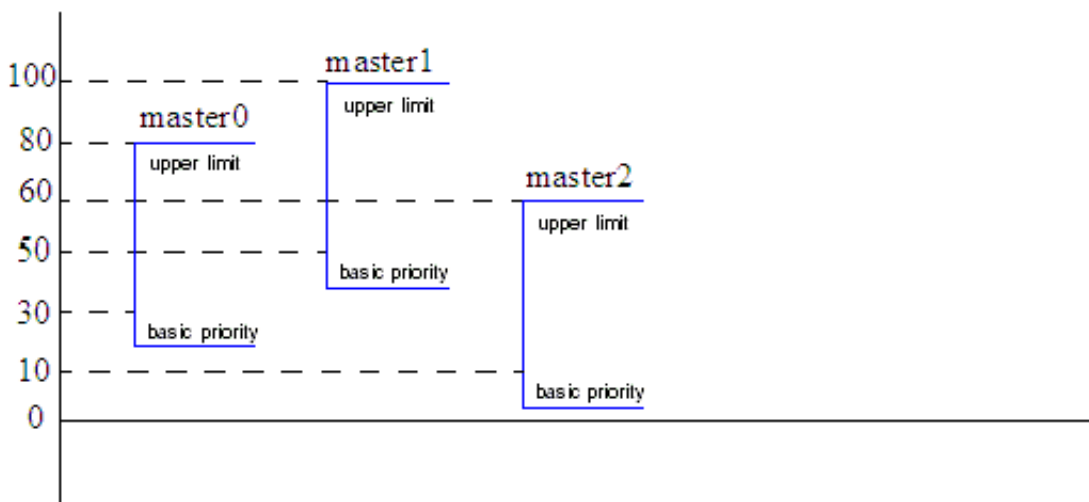 master1
100
upper limit
master0
80
upper limit
master2
60
upper limit
50
basic priority
30
basic priority
10
basic priority
0